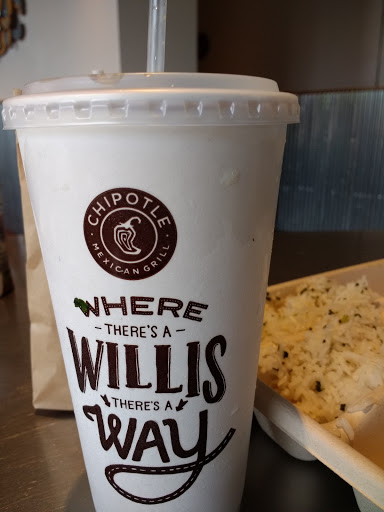 CHIPOTLE
MEXICAN GRILL
WHERE
THERE'S A
WILLIS
THERE'S A
WAY